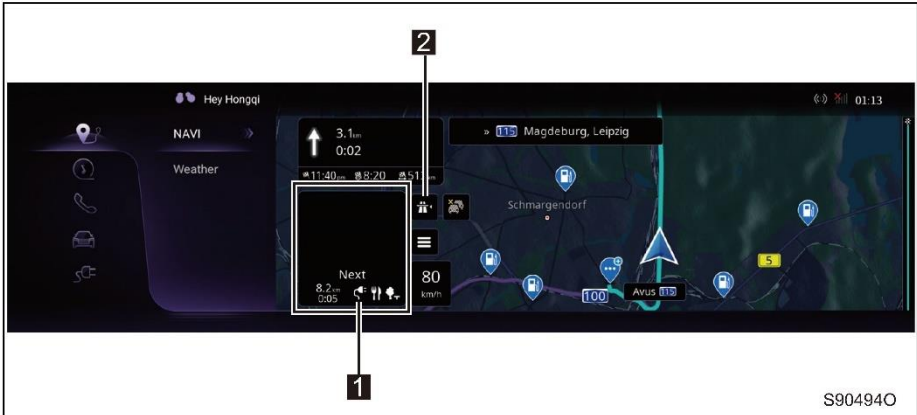 2
Hey Hongqi
01:13
NAVI
Weather
3.1km
0:02
11:40pm 8:20 513km
» 115 Magdeburg, Leipzig
Schmargendorf
Next
8.2km
0:05
80
km/h
100
Avus 115
5
1
S90494O